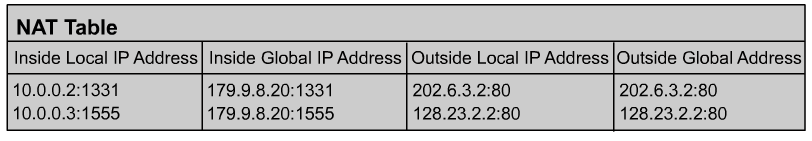 NAT Table
Inside Local IP Address Inside Global IP Address Outside Local IP Address Outside Global Address
10.0.0.2:1331 179.9.8.20:1331 202.6.3.2:80 202.6.3.2:80
10.0.0.3:1555 179.9.8.20:1555 128.23.2.2:80 128.23.2.2:80